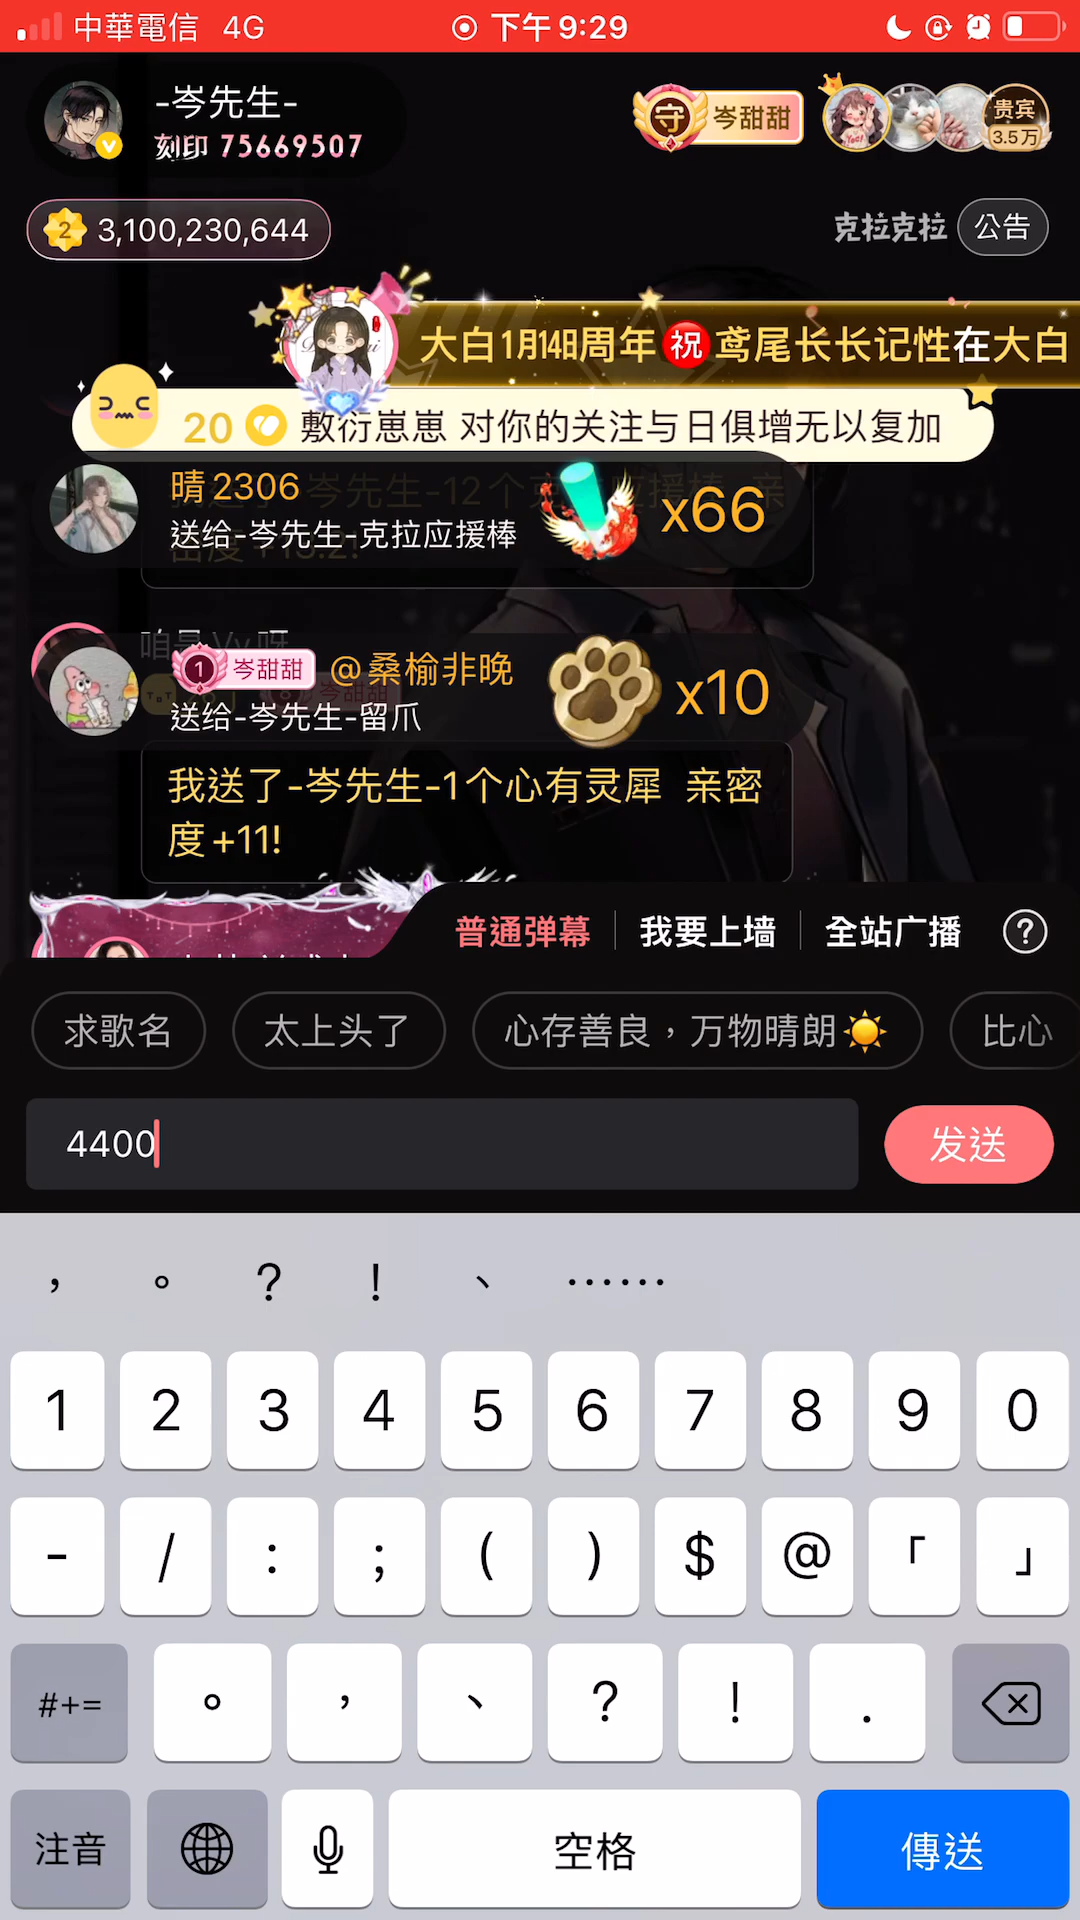 中華電信 4G
下午9:29
-岑先生-
刻印 75669507
守 岑甜甜
贵宾
3.5万
2 3,100,230,644
克拉克拉 公告
大白1月14日周年祝鸢尾长长记性在大白
20 敷衍崽崽 对你的关注与日俱增无以复加
晴2306
送给-岑先生-克拉应援棒
x66
1 岑甜甜 @桑榆非晚
送给-岑先生-留爪
x10
我送了-岑先生-1个心有灵犀 亲密
度+11!
普通弹幕 我要上墙 全站广播 ?
求歌名 太上头了 心存善良，万物晴朗 比心
4400 发送
， 。 ? ! 、 ……
1 2 3 4 5 6 7 8 9 0
- / : ; ( ) $ @ 「 」
#+= 。 ， 、 ? ! .
注音 空格 傳送